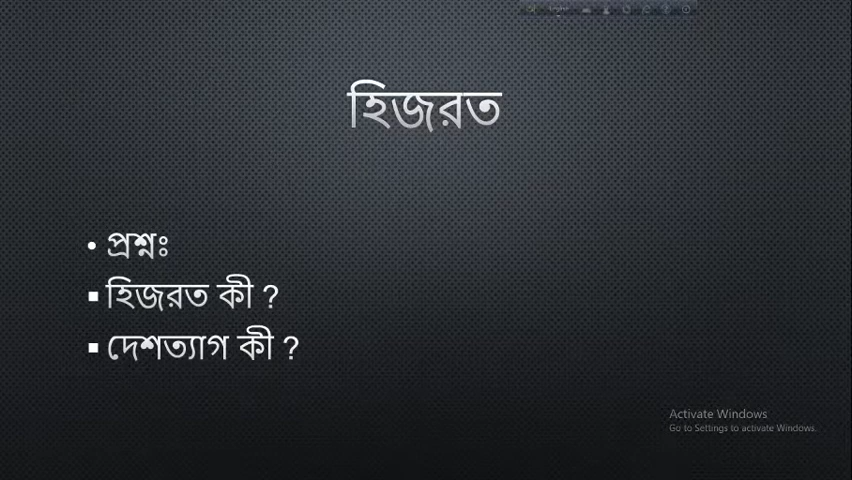 হিজরত
• প্রশ্নঃ
▪ হিজরত কী ?
▪ দেশত্যাগ কী ?
Activate Windows
Go to Settings to activate Windows.